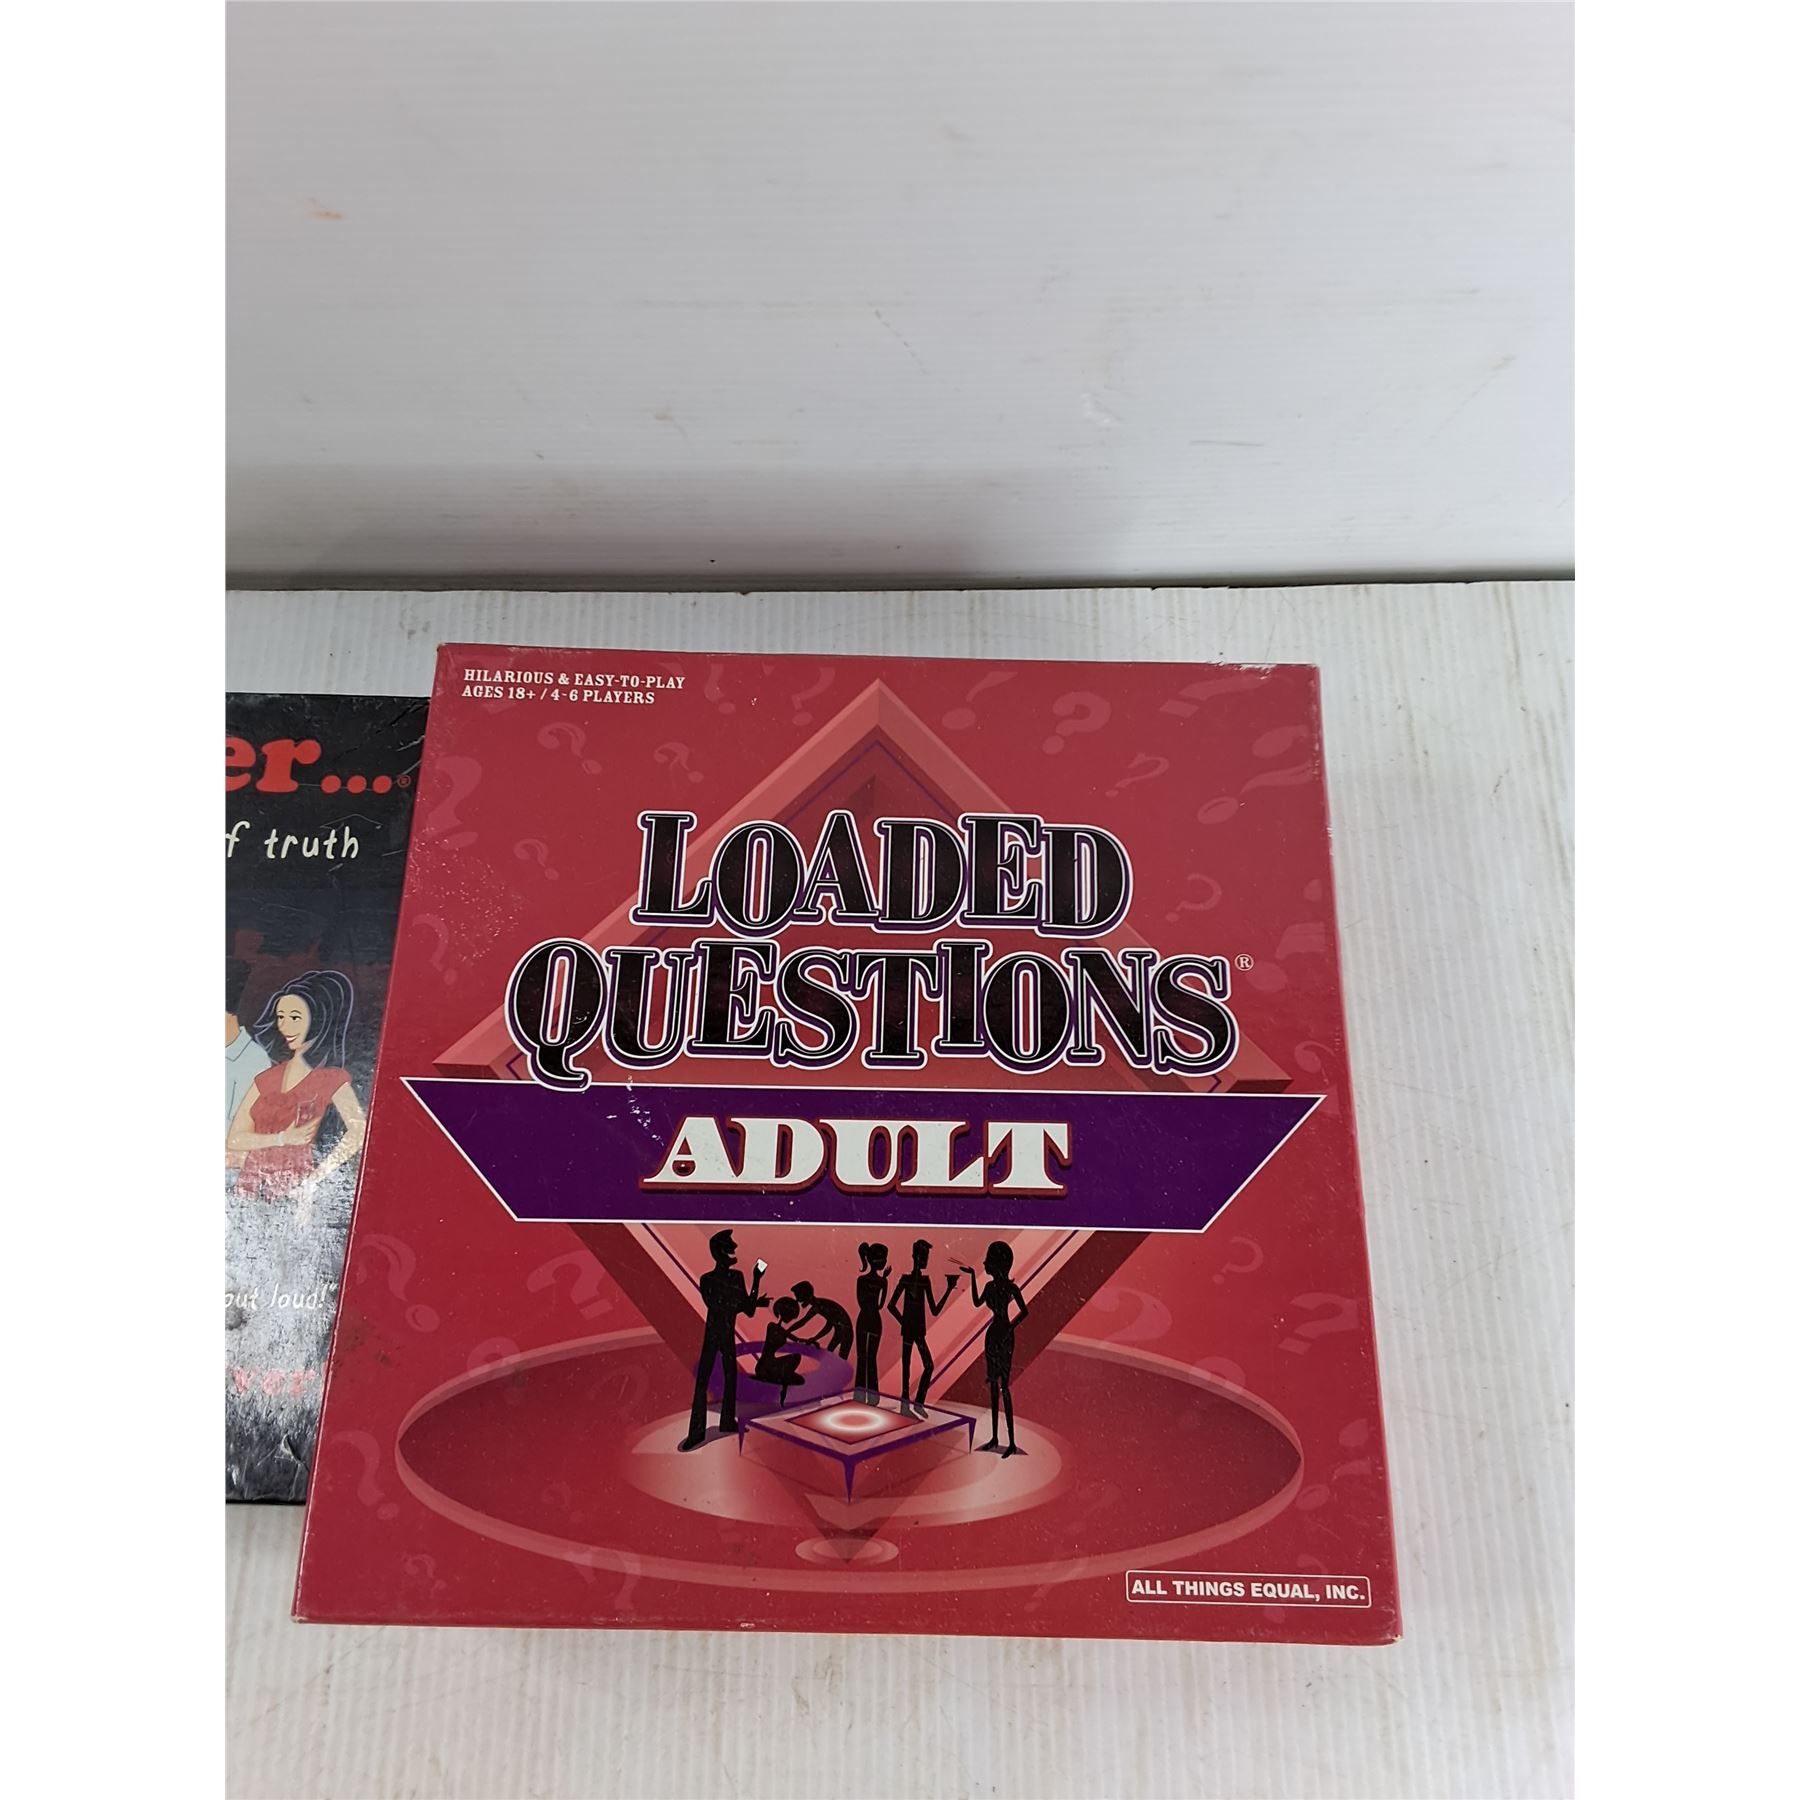 HILARIOUS & EASY-TO-PLAY
AGES 18+ / 4-6 PLAYERS
LOADED
QUESTIONS®
ADULT
ALL THINGS EQUAL, INC.
er...®
f truth
out loud!"
ver